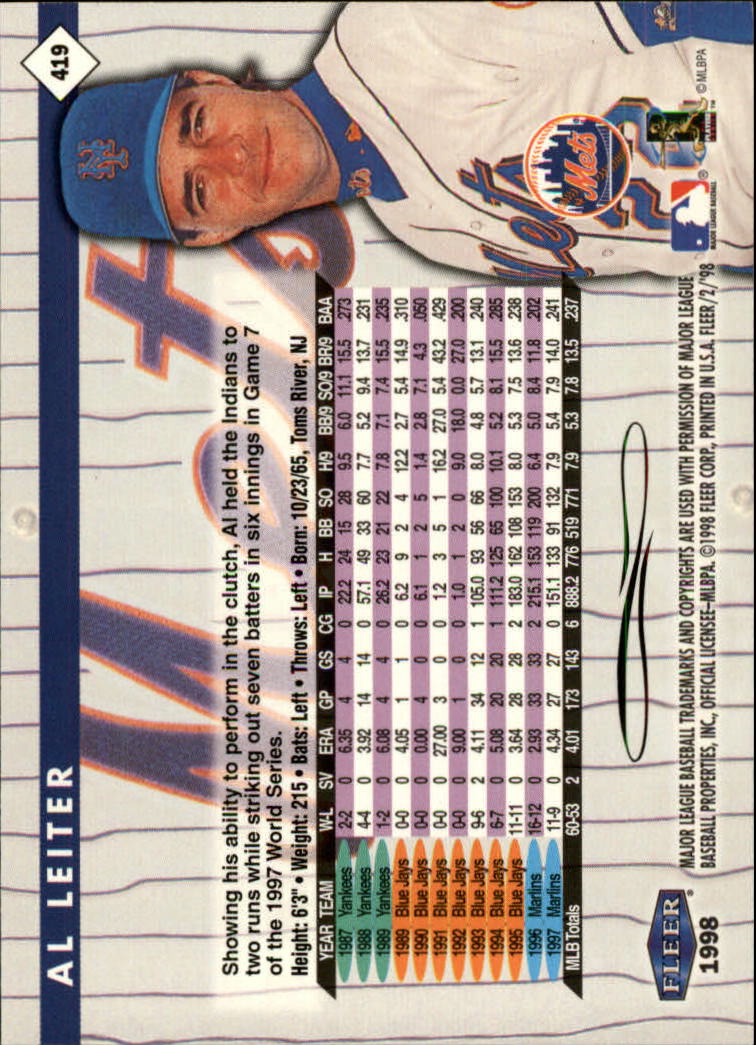 AL LEITER
419
Showing his ability to perform in the clutch, Al held the Indians to
two runs while striking out seven batters in six innings in Game 7
of the 1997 World Series.
Height: 6'3" • Weight: 215 • Bats: Left • Throws: Left • Born: 10/23/65, Toms River, NJ
YEAR TEAM W-L SV ERA GP GS CG IP H BB SO H/9 BB/9 SO/9 BR/9 BAA
1987 Yankees 2-2 0 6.35 4 4 0 22.2 24 15 28 9.5 6.0 11.1 15.5 .273
1988 Yankees 4-4 0 3.92 14 14 0 57.1 49 33 60 7.7 5.2 9.4 13.7 .231
1989 Yankees 1-2 0 6.08 4 4 0 26.2 23 21 22 7.8 7.1 7.4 15.5 .235
1989 Blue Jays 0-0 0 4.05 1 1 0 6.2 9 2 4 12.2 2.7 5.4 14.9 .310
1990 Blue Jays 0-0 0 0.00 4 0 0 6.1 1 2 5 1.4 2.8 7.1 4.3 .050
1991 Blue Jays 0-0 0 27.00 3 0 0 1.2 3 5 1 16.2 27.0 5.4 43.2 .429
1992 Blue Jays 0-0 0 9.00 1 0 0 1.0 1 2 0 9.0 18.0 0.0 27.0 .200
1993 Blue Jays 9-6 2 4.11 34 12 1 105.0 93 56 66 8.0 4.8 5.7 13.1 .240
1994 Blue Jays 6-7 0 5.08 20 20 1 111.2 125 65 100 10.1 5.2 8.1 15.5 .285
1995 Blue Jays 11-11 0 3.64 28 28 2 183.0 162 108 153 8.0 5.3 7.5 13.6 .238
1996 Marlins 16-12 0 2.93 33 33 2 215.1 153 119 200 6.4 5.0 8.4 11.8 .202
1997 Marlins 11-9 0 4.34 27 27 0 151.1 133 91 132 7.9 5.4 7.9 14.0 .241
MLB Totals 60-53 2 4.01 173 143 6 888.2 776 519 771 7.9 5.3 7.8 13.5 .237
Mets
Mets
MAJOR LEAGUE BASEBALL
®
©MLBPA
FLEER ®
1998
MAJOR LEAGUE BASEBALL TRADEMARKS AND COPYRIGHTS ARE USED WITH PERMISSION OF MAJOR LEAGUE
BASEBALL PROPERTIES, INC., OFFICIAL LICENSEE–MLBPA. ©1998 FLEER CORP., PRINTED IN U.S.A. FLEER/2/'98